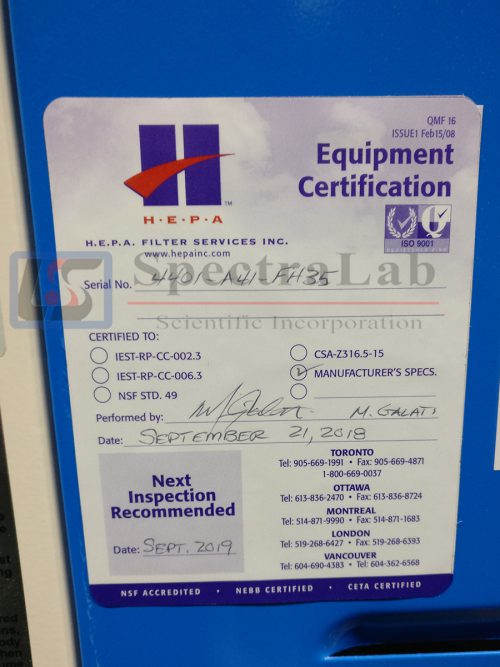 QMF 16
ISSUE1 Feb15/08
Equipment
Certification
H.E.P.A
TM
ISO 9001
H.E.P.A. FILTER SERVICES INC.
www.hepainc.com
SpectraLab
Scientific Incorporation
Serial No. 4401-A41-FH35
CERTIFIED TO:
IEST-RP-CC-002.3
CSA-Z316.5-15
IEST-RP-CC-006.3
MANUFACTURER'S SPECS.
NSF STD. 49
Performed by: M. GALATI
Date: SEPTEMBER 21, 2018
Next
Inspection
Recommended
Date: SEPT. 2019
TORONTO
Tel: 905-669-1991 • Fax: 905-669-4871
1-800-669-0037
OTTAWA
Tel: 613-836-2470 • Fax: 613-836-8724
MONTREAL
Tel: 514-871-9990 • Fax: 514-871-1683
LONDON
Tel: 519-268-6427 • Fax: 519-268-6393
VANCOUVER
Tel: 604-690-4383 • Tel: 604-362-6568
NSF ACCREDITED • NEBB CERTIFIED • CETA CERTIFIED